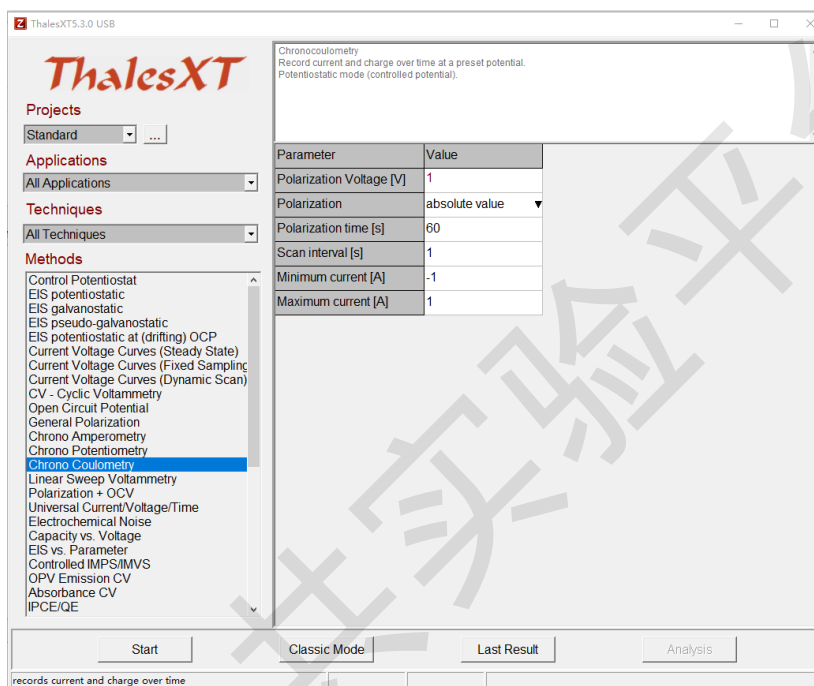 ThalesXT5.3.0 USB
ThalesXT
Projects
Standard
...
Applications
All Applications
Techniques
All Techniques
Methods
Control Potentiostat
EIS potentiostatic
EIS galvanostatic
EIS pseudo-galvanostatic
EIS potentiostatic at (drifting) OCP
Current Voltage Curves (Steady State)
Current Voltage Curves (Fixed Sampling
Current Voltage Curves (Dynamic Scan)
CV - Cyclic Voltammetry
Open Circuit Potential
General Polarization
Chrono Amperometry
Chrono Potentiometry
Chrono Coulometry
Linear Sweep Voltammetry
Polarization + OCV
Universal Current/Voltage/Time
Electrochemical Noise
Capacity vs. Voltage
EIS vs. Parameter
Controlled IMPS/IMVS
OPV Emission CV
Absorbance CV
IPCE/QE
Chronocoulometry
Record current and charge over time at a preset potential.
Potentiostatic mode (controlled potential).
Parameter Value
Polarization Voltage [V] 1
Polarization absolute value
Polarization time [s] 60
Scan interval [s] 1
Minimum current [A] -1
Maximum current [A] 1
Start Classic Mode Last Result Analysis
records current and charge over time
共实验平